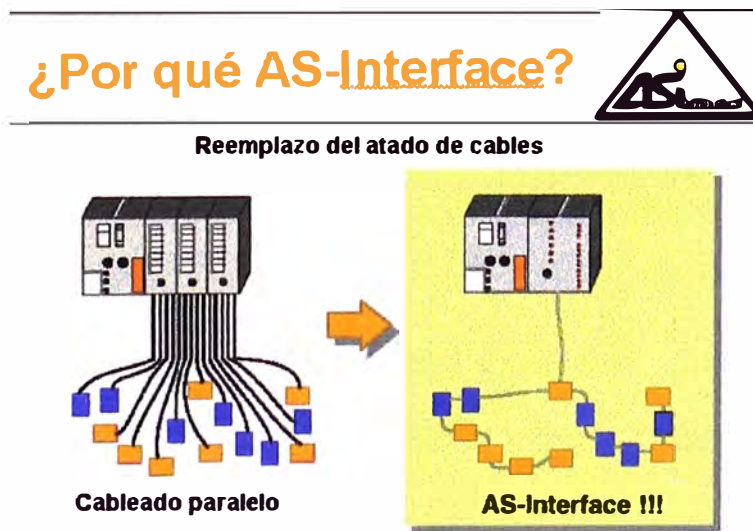 ¿Por qué AS-Interface?
Reemplazo del atado de cables
Cableado paralelo
AS-Interface !!!